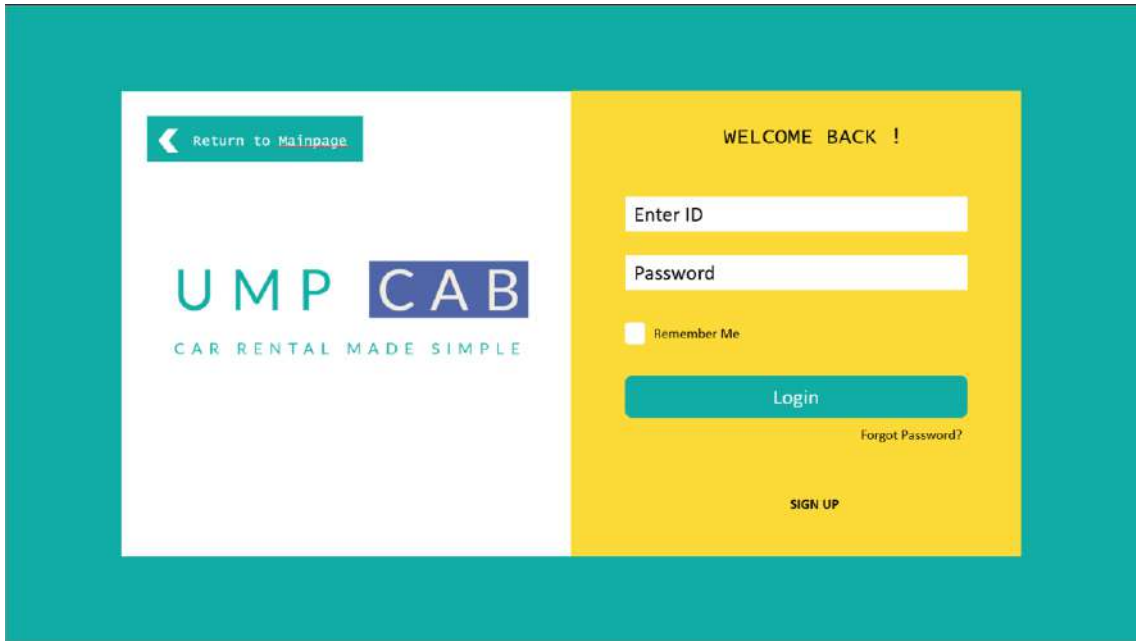 Return to Mainpage
UMP CAB
CAR RENTAL MADE SIMPLE
WELCOME BACK !
Enter ID
Password
Remember Me
Login
Forgot Password?
SIGN UP